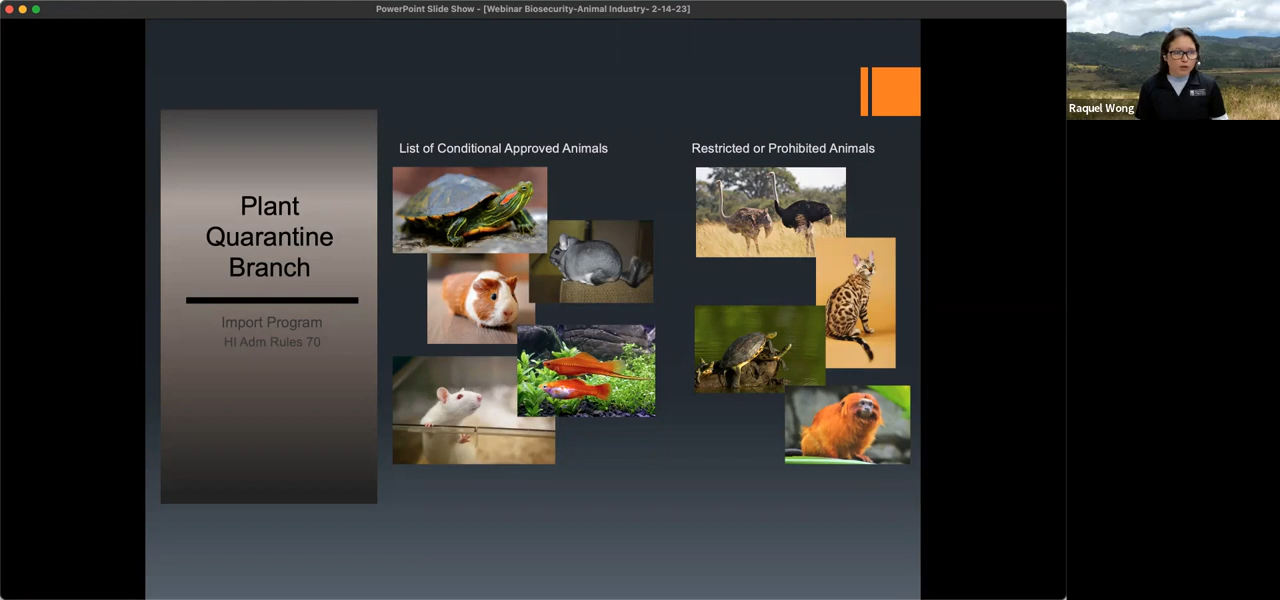 PowerPoint Slide Show - [Webinar Biosecurity-Animal Industry- 2-14-23]
Plant
Quarantine
Branch
Import Program
HI Adm Rules 70
List of Conditional Approved Animals
Restricted or Prohibited Animals
Raquel Wong